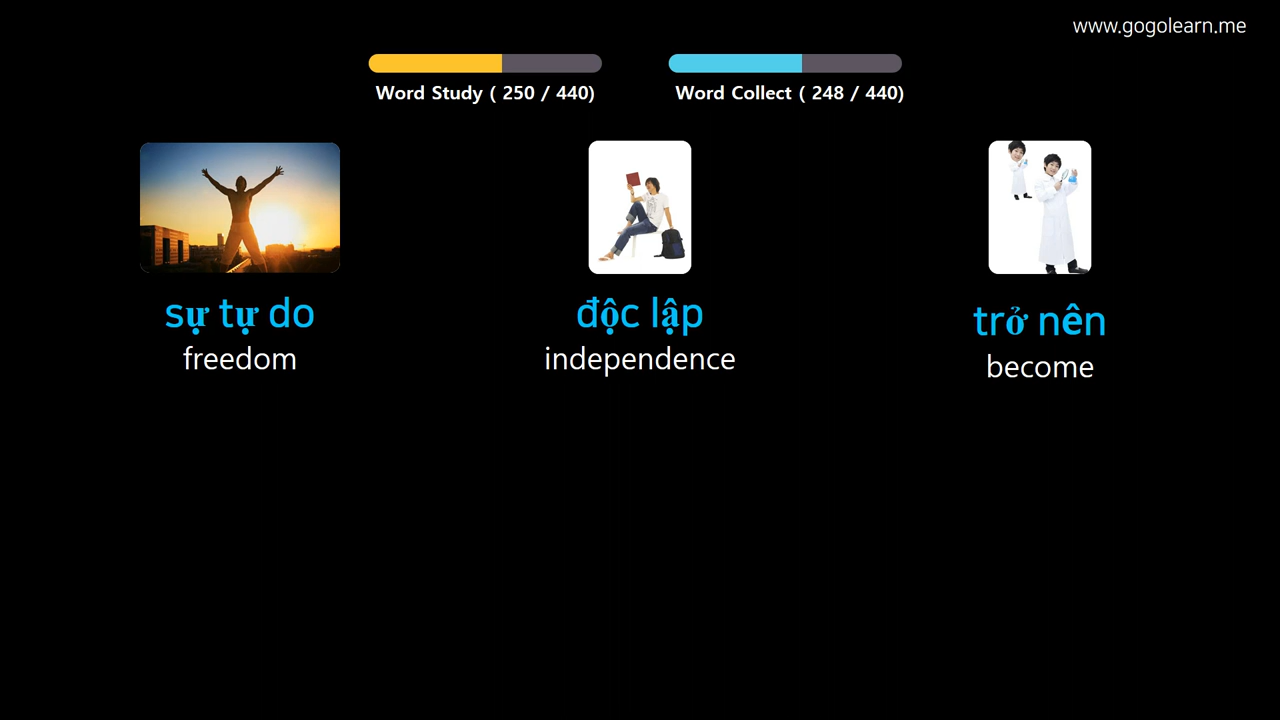 www.gogolearn.me
Word Study ( 250 / 440)
Word Collect ( 248 / 440)
sự tự do
freedom
độc lập
independence
trở nên
become